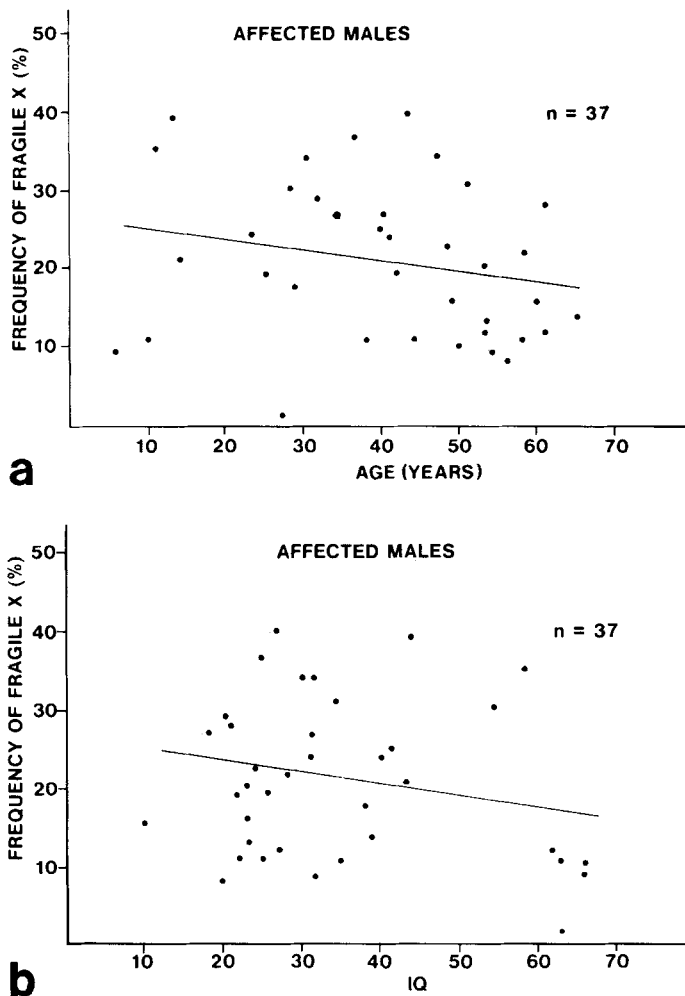 AFFECTED MALES
n = 37
FREQUENCY OF FRAGILE X (%)
50
40
30
20
10
10 20 30 40 50 60 70
AGE (YEARS)
a
AFFECTED MALES
n = 37
FREQUENCY OF FRAGILE X (%)
50
40
30
20
10
10 20 30 40 50 60 70
IQ
b